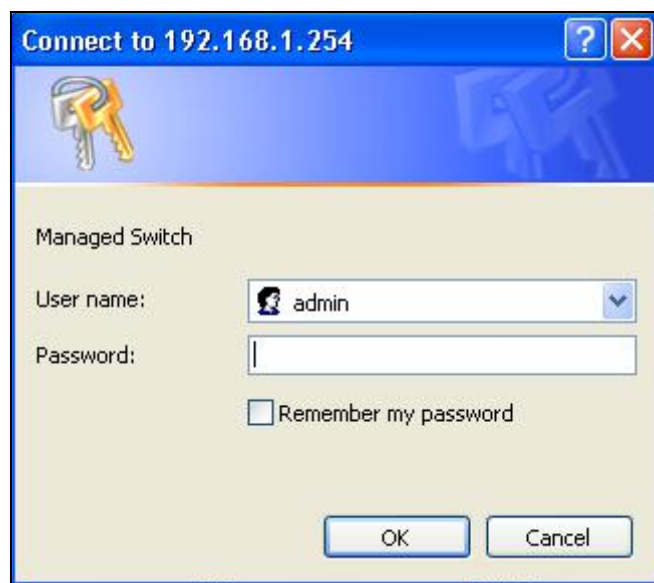 Connect to 192.168.1.254
Managed Switch
User name:
admin
Password:
Remember my password
OK
Cancel